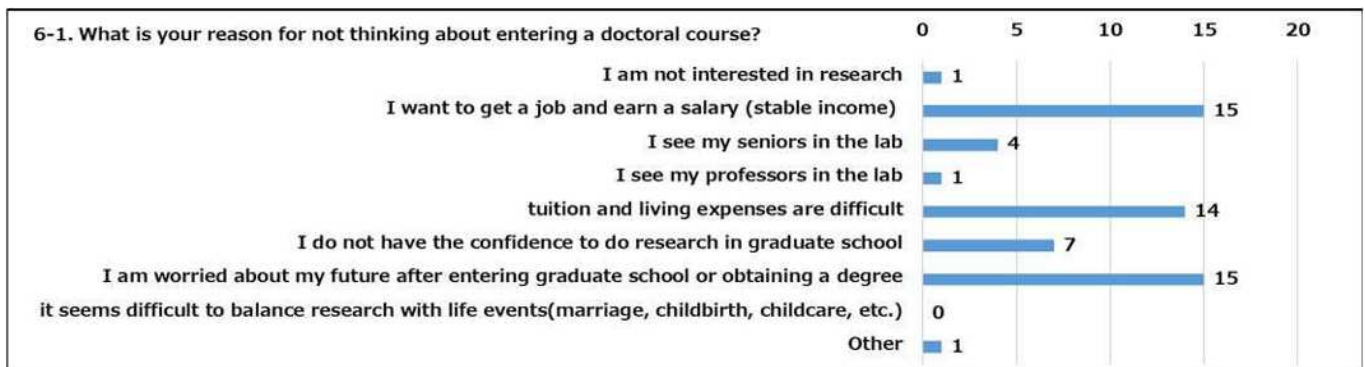 6-1. What is your reason for not thinking about entering a doctoral course?
0 5 10 15 20
I am not interested in research 1
I want to get a job and earn a salary (stable income) 15
I see my seniors in the lab 4
I see my professors in the lab 1
tuition and living expenses are difficult 14
I do not have the confidence to do research in graduate school 7
I am worried about my future after entering graduate school or obtaining a degree 15
it seems difficult to balance research with life events(marriage, childbirth, childcare, etc.) 0
Other 1